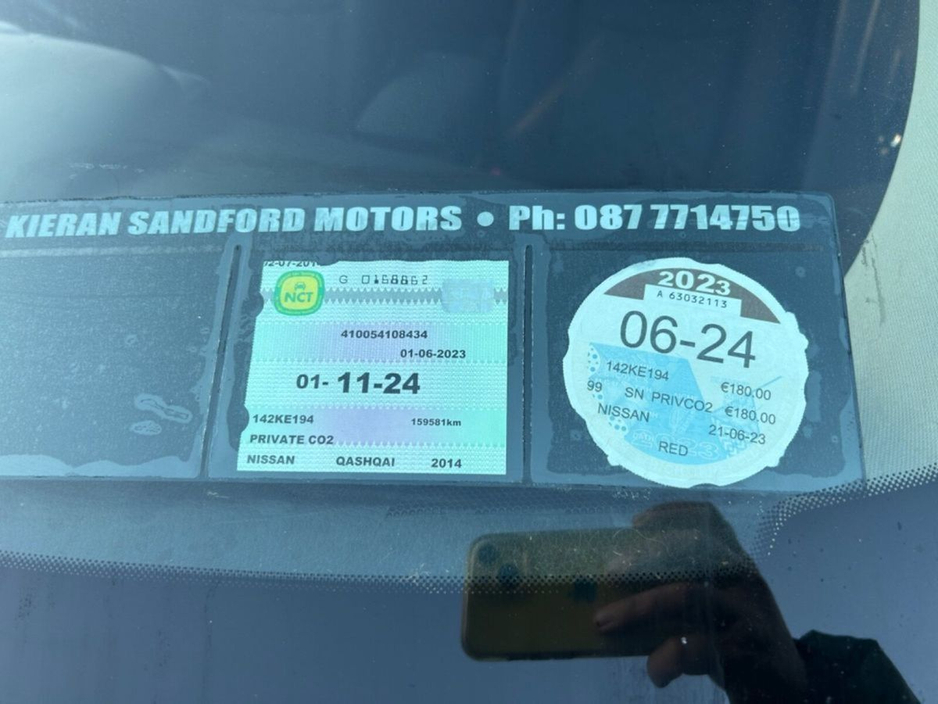 KIERAN SANDFORD MOTORS • Ph: 087 7714750
G 0168862
NCT
410054108434
01-06-2023
01- 11-24
142KE194 159581km
PRIVATE CO2
NISSAN QASHQAI 2014
2023
A 63032113
06-24
142KE194 €180.00
99 SN PRIVCO2 €180.00
NISSAN 21-06-23
RED